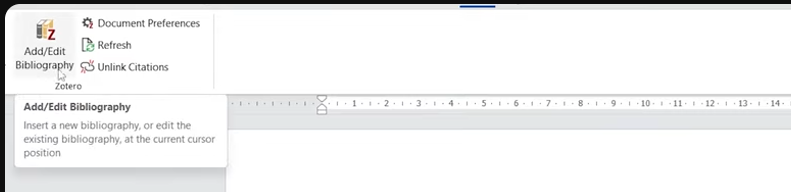 Add/Edit
Bibliography
Document Preferences
Refresh
Unlink Citations
Zotero
Add/Edit Bibliography
Insert a new bibliography, or edit the
existing bibliography, at the current cursor
position
1 2 3 4 5 6 7 8 9 10 11 12 13 14